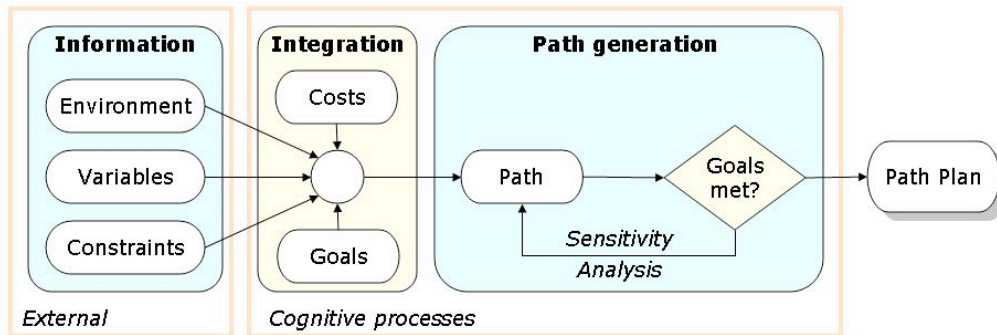 Information
Environment
Variables
Constraints
External
Integration
Costs
Goals
Cognitive processes
Path generation
Path
Goals
met?
Sensitivity
Analysis
Path Plan